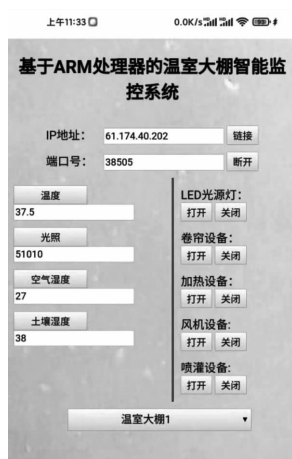 上午11:33
0.0K/s
基于ARM处理器的温室大棚智能监
控系统
IP地址: 61.174.40.202 链接
端口号: 38505 断开
温度
37.5
光照
51010
空气湿度
27
土壤湿度
38
LED光源灯:
打开 关闭
卷帘设备:
打开 关闭
加热设备:
打开 关闭
风机设备:
打开 关闭
喷灌设备:
打开 关闭
温室大棚1